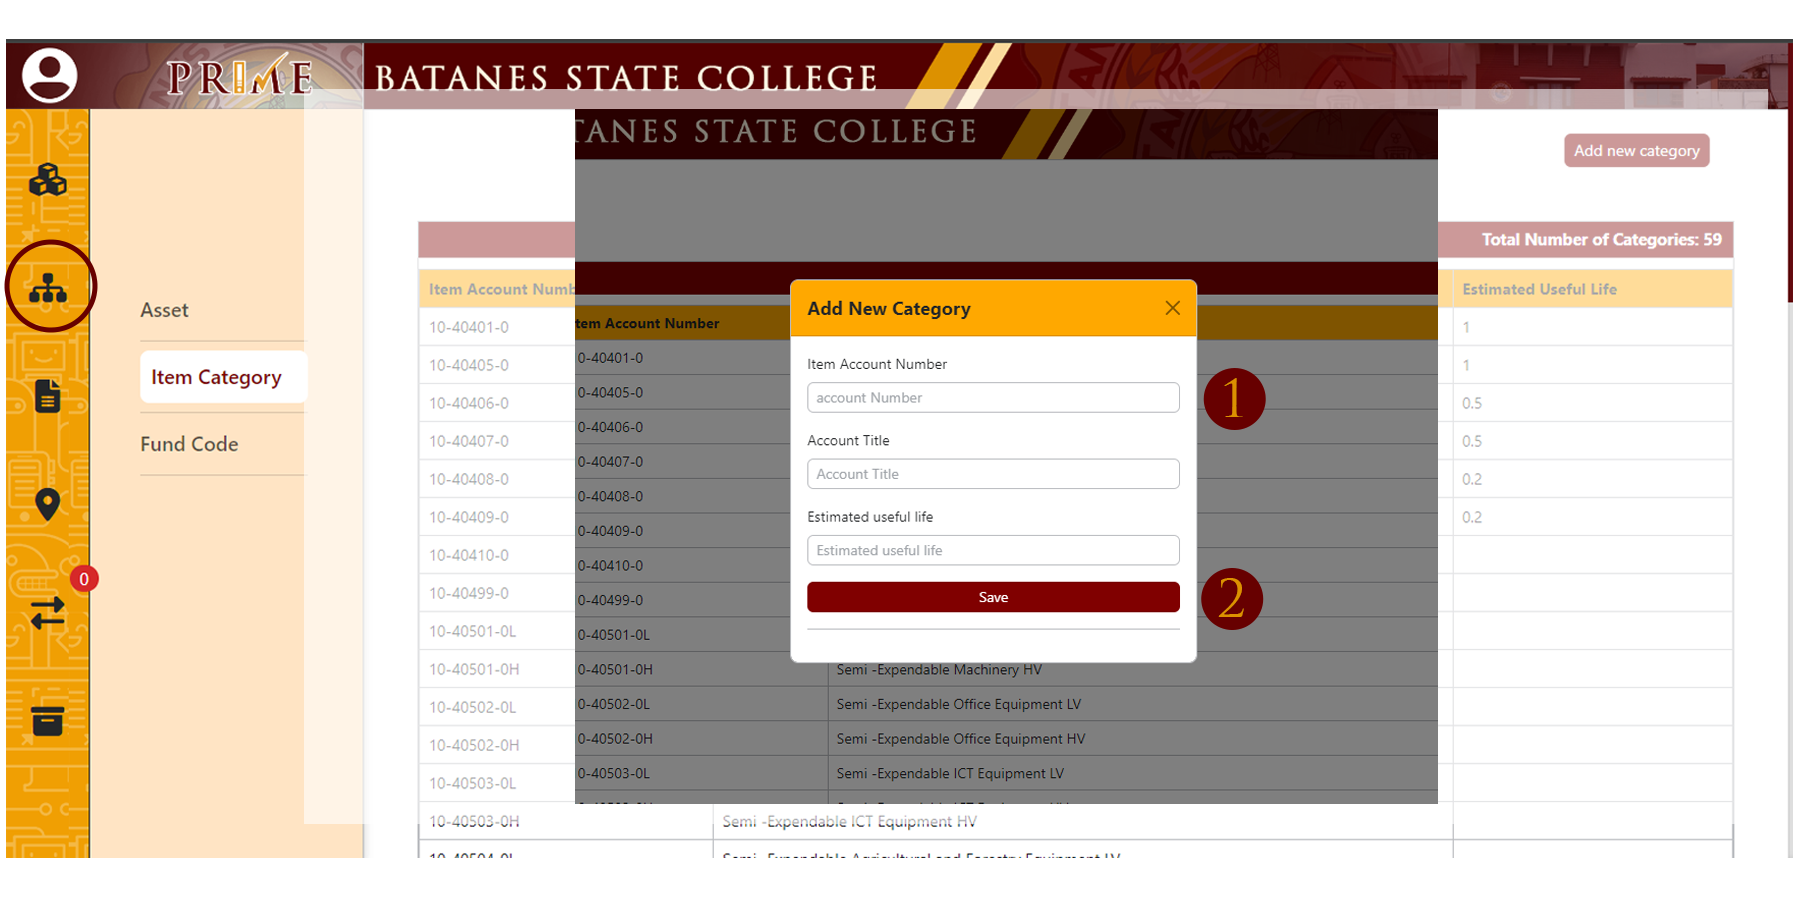 PRIME
BATANES STATE COLLEGE
TANES STATE COLLEGE
Add new category
Total Number of Categories: 59
Item Account Numb
Estimated Useful Life
tem Account Number
10-40401-0
1
10-40405-0
1
10-40406-0
0.5
10-40407-0
0.5
10-40408-0
0.2
10-40409-0
0.2
10-40410-0
10-40499-0
10-40501-0L
10-40501-0H
10-40502-0L
10-40502-0H
10-40503-0L
10-40503-0H
Semi -Expendable ICT Equipment HV
Semi -Expendable Agricultural and Forestry Equipment LV
0-40401-0
0-40405-0
0-40406-0
0-40407-0
0-40408-0
0-40409-0
0-40410-0
0-40499-0
0-40501-0L
0-40501-0H
Semi -Expendable Machinery HV
0-40502-0L
Semi -Expendable Office Equipment LV
0-40502-0H
Semi -Expendable Office Equipment HV
0-40503-0L
Semi -Expendable ICT Equipment LV
Asset
Item Category
Fund Code
0
Add New Category
Item Account Number
account Number
1
Account Title
Account Title
Estimated useful life
Estimated useful life
Save
2